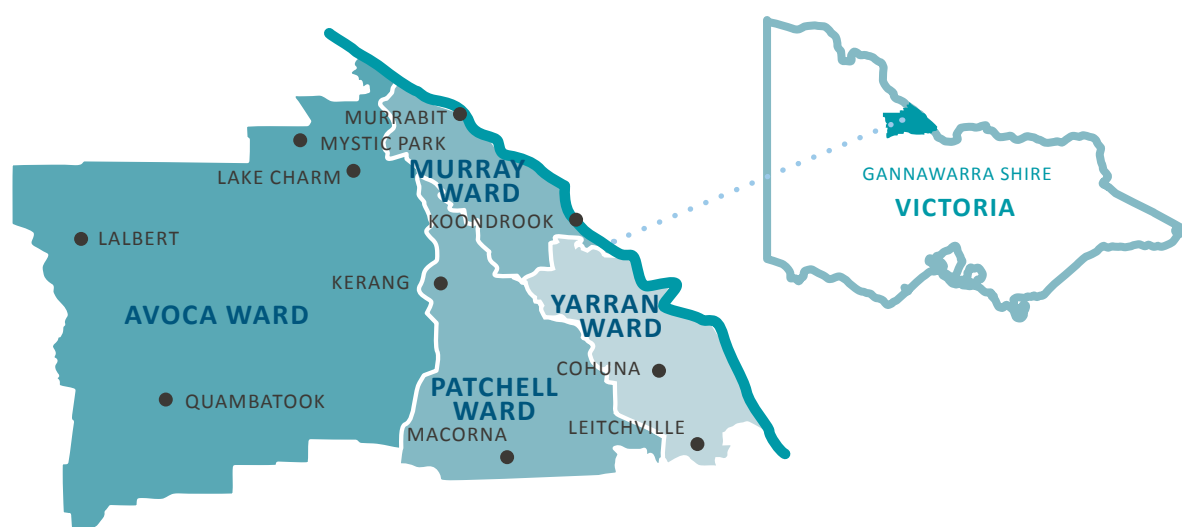 MURRABIT
MYSTIC PARK
LAKE CHARM
MURRAY
WARD
KOONDROOK
LALBERT
KERANG
AVOCA WARD
YARRAN
WARD
COHUNA
PATCHELL
WARD
QUAMBATOOK
LEITCHVILLE
MACORNA
GANNAWARRA SHIRE
VICTORIA